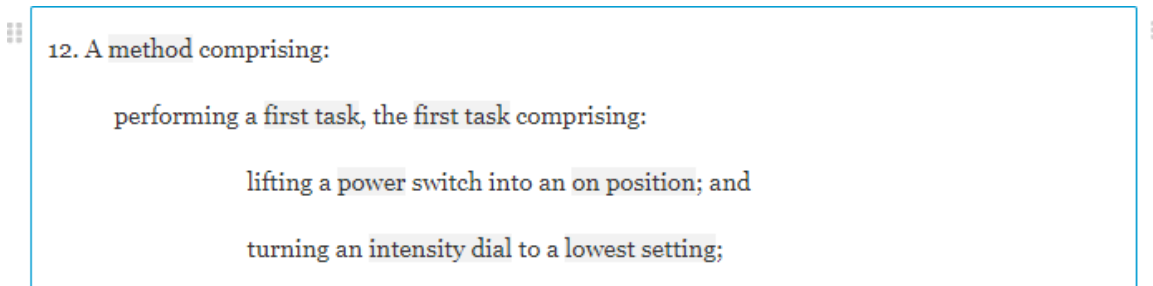 12. A method comprising:
performing a first task, the first task comprising:
lifting a power switch into an on position; and
turning an intensity dial to a lowest setting;